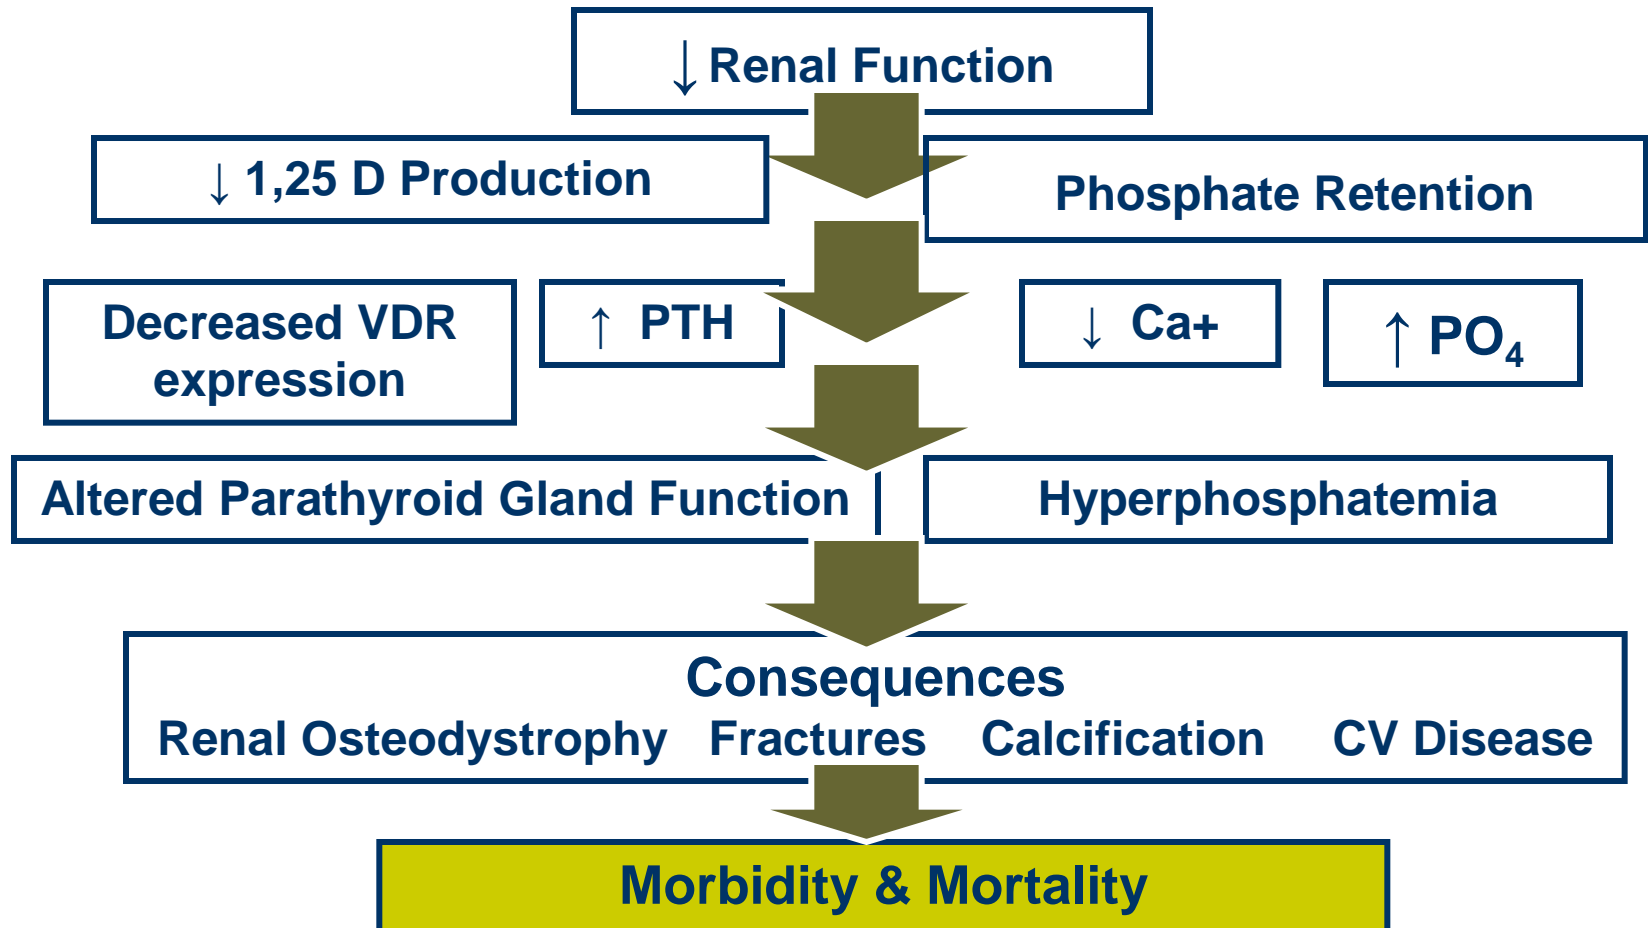 ↓ Renal Function
↓ 1,25 D Production
Phosphate Retention
Decreased VDR
expression
↑ PTH
↓ Ca+
↑ PO₄
Altered Parathyroid Gland Function
Hyperphosphatemia
Consequences
Renal Osteodystrophy Fractures Calcification CV Disease
Morbidity & Mortality